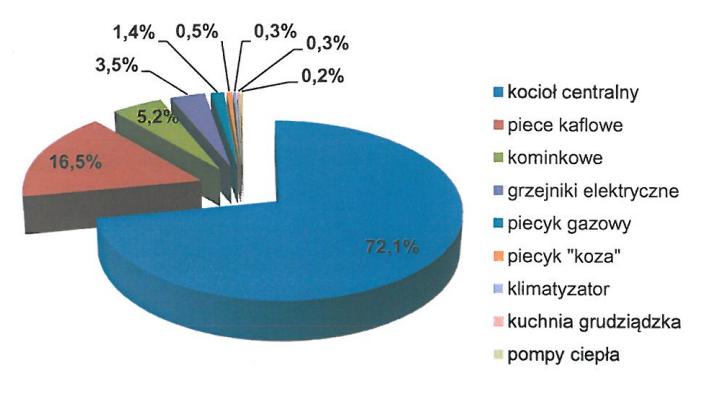 1,4%
0,5%
0,3%
0,3%
3,5%
0,2%
5,2%
16,5%
72,1%
kocioł centralny
piece kaflowe
kominkowe
grzejniki elektryczne
piecyk gazowy
piecyk "koza"
klimatyzator
kuchnia grudziądzka
pompy ciepła